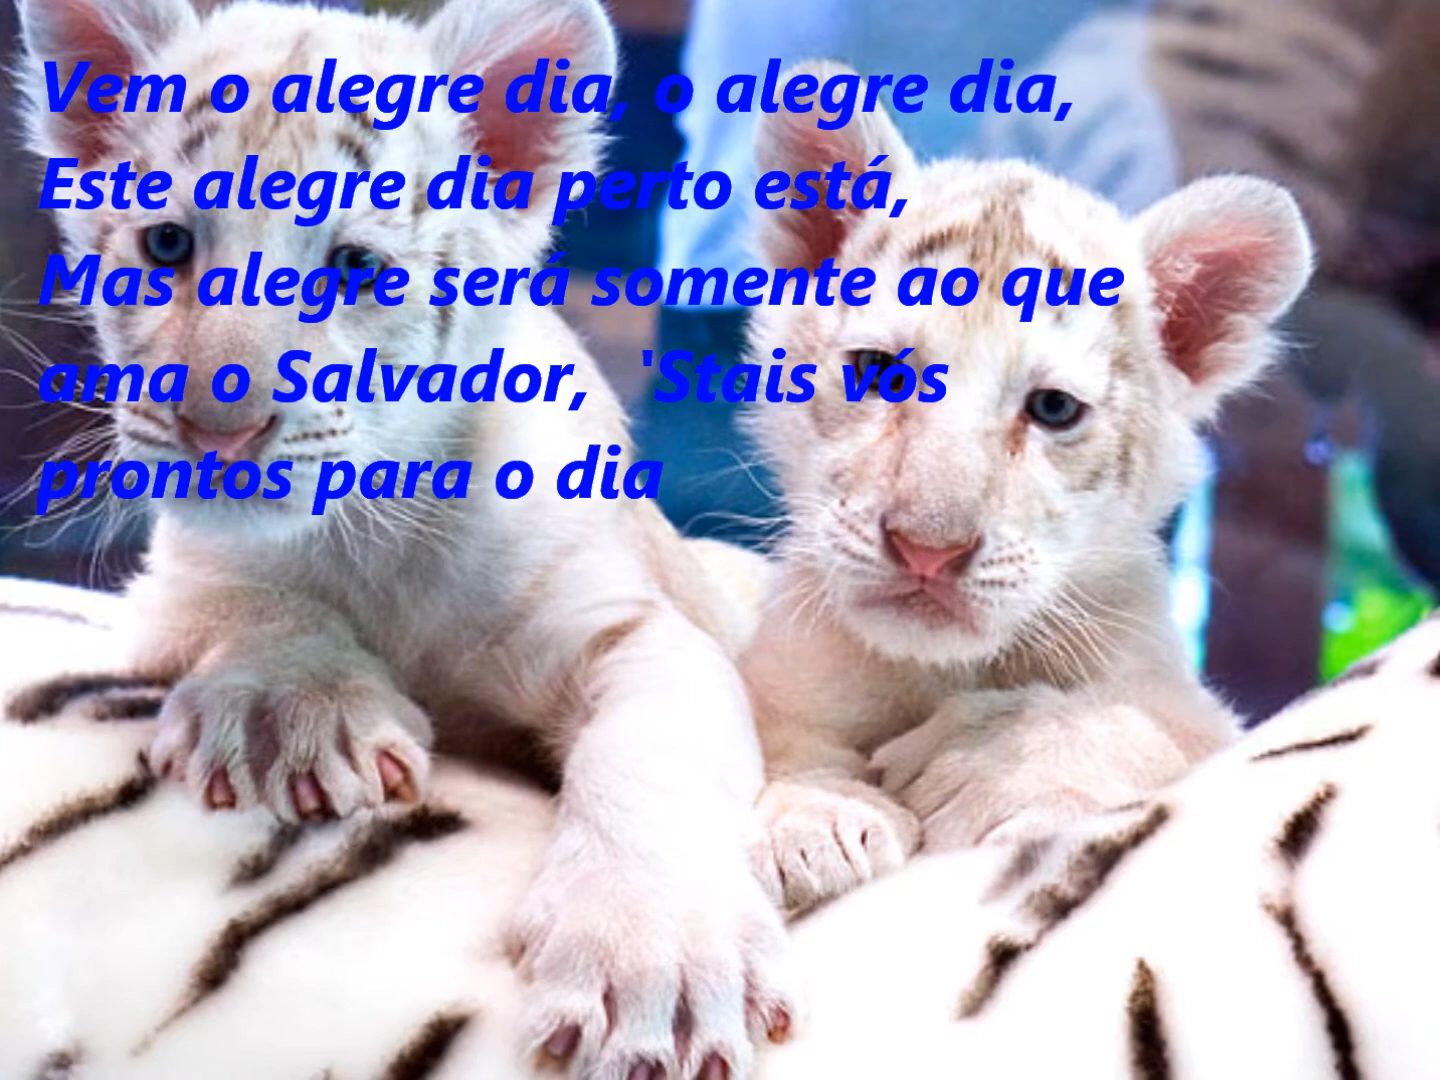 Vem o alegre dia, o alegre dia,
Este alegre dia perto está,
Mas alegre será somente ao que
ama o Salvador,  'Stais vós
prontos para o dia